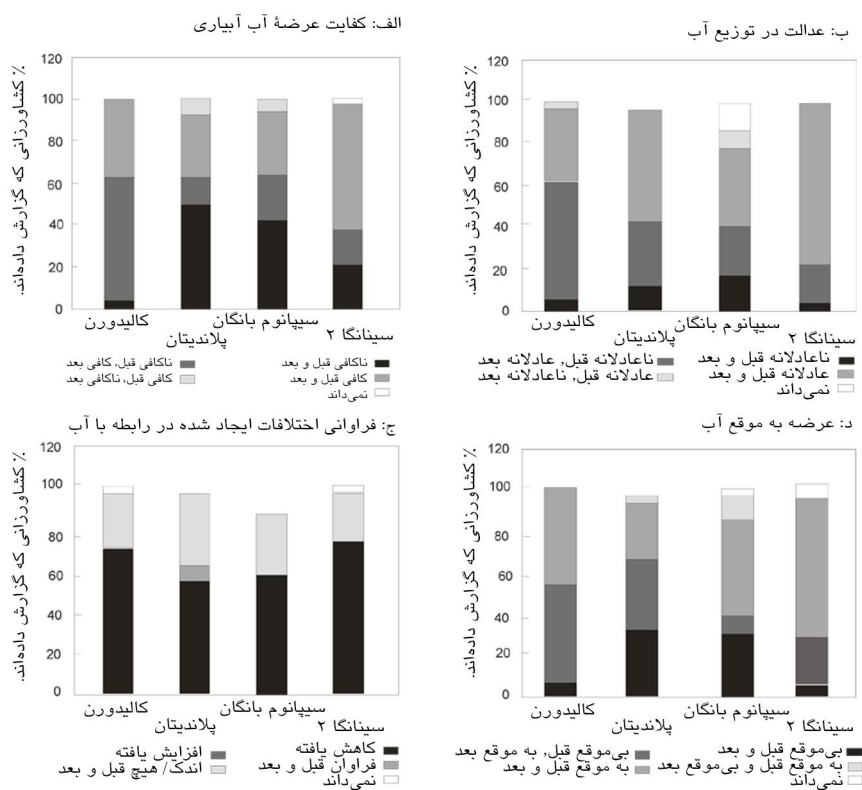 الف: کفایت عرضهٔ آب آبیاری
% کشاورزانی که گزارش داده‌اند.
120
100
80
60
40
20
0
کالیدورن
پلاندیتان
سیپانوم بانگان
سینانگا ۲
ناکافی قبل و بعد
ناکافی قبل, کافی بعد
کافی قبل و بعد
کافی قبل, ناکافی بعد
نمی‌داند
ب: عدالت در توزیع آب
% کشاورزانی که گزارش داده‌اند.
120
100
80
60
40
20
0
کالیدورن
پلاندیتان
سیپانوم بانگان
سینانگا ۲
ناعادلانه قبل و بعد
ناعادلانه قبل, عادلانه بعد
عادلانه قبل و بعد
عادلانه قبل, ناعادلانه بعد
نمی‌داند
ج: فراوانی اختلافات ایجاد شده در رابطه با آب
% کشاورزانی که گزارش داده‌اند.
120
100
80
60
40
20
0
کالیدورن
پلاندیتان
سیپانوم بانگان
سینانگا ۲
کاهش یافته
افزایش یافته
فراوان قبل و بعد
اندک/ هیچ قبل و بعد
نمی‌داند
د: عرضه به موقع آب
% کشاورزانی که گزارش داده‌اند.
120
100
80
60
40
20
0
کالیدورن
پلاندیتان
سیپانوم بانگان
سینانگا ۲
بی‌موقع قبل و بعد
بی‌موقع قبل, به موقع بعد
به موقع قبل و بی‌موقع بعد
به موقع قبل و بعد
نمی‌داند